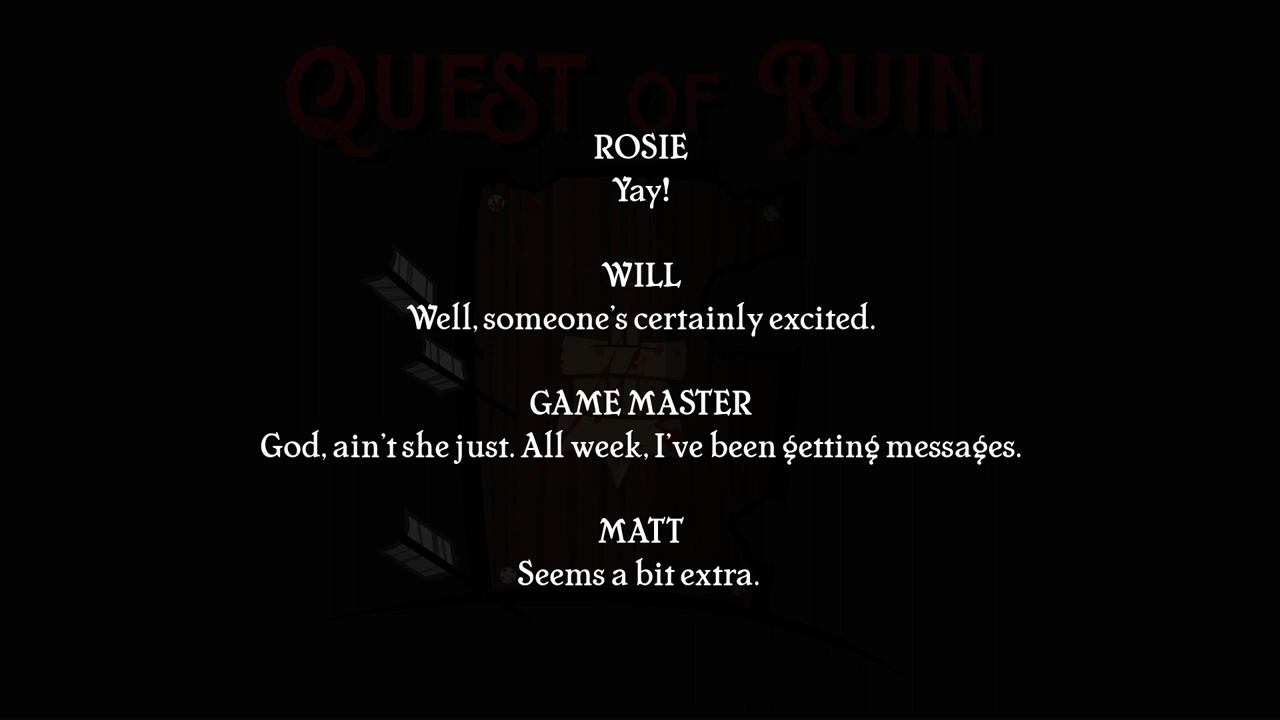 QUEST OF RUIN
ROSIE
Yay!
WILL
Well, someone's certainly excited.
GAME MASTER
God, ain't she just. All week, I've been getting messages.
MATT
Seems a bit extra.